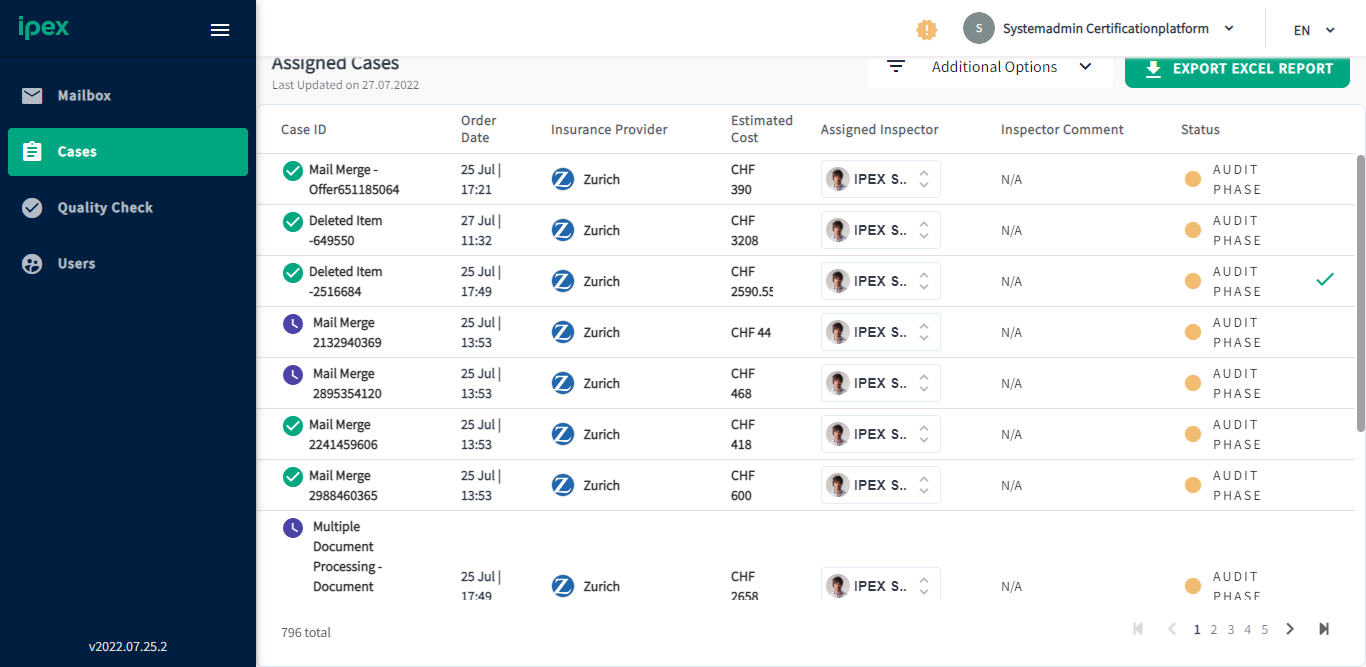 ipex
S
Systemadmin Certificationplatform
EN
Mailbox
Cases
Quality Check
Users
v2022.07.25.2
Assigned Cases
Last Updated on 27.07.2022
Additional Options
EXPORT EXCEL REPORT
Case ID
Order
Date
Insurance Provider
Estimated
Cost
Assigned Inspector
Inspector Comment
Status
Mail Merge -
Offer651185064
25 Jul |
17:21
Zurich
CHF
390
IPEX S..
N/A
AUDIT
PHASE
Deleted Item
-649550
27 Jul |
11:32
Zurich
CHF
3208
IPEX S..
N/A
AUDIT
PHASE
Deleted Item
-2516684
25 Jul |
17:49
Zurich
CHF
2590.55
IPEX S..
N/A
AUDIT
PHASE
Mail Merge
2132940369
25 Jul |
13:53
Zurich
CHF 44
IPEX S..
N/A
AUDIT
PHASE
Mail Merge
2895354120
25 Jul |
13:53
Zurich
CHF
468
IPEX S..
N/A
AUDIT
PHASE
Mail Merge
2241459606
25 Jul |
13:53
Zurich
CHF
418
IPEX S..
N/A
AUDIT
PHASE
Mail Merge
2988460365
25 Jul |
13:53
Zurich
CHF
600
IPEX S..
N/A
AUDIT
PHASE
Multiple
Document
Processing -
Document
25 Jul |
17:49
Zurich
CHF
2658
IPEX S..
N/A
AUDIT
PHASE
796 total
1 2 3 4 5